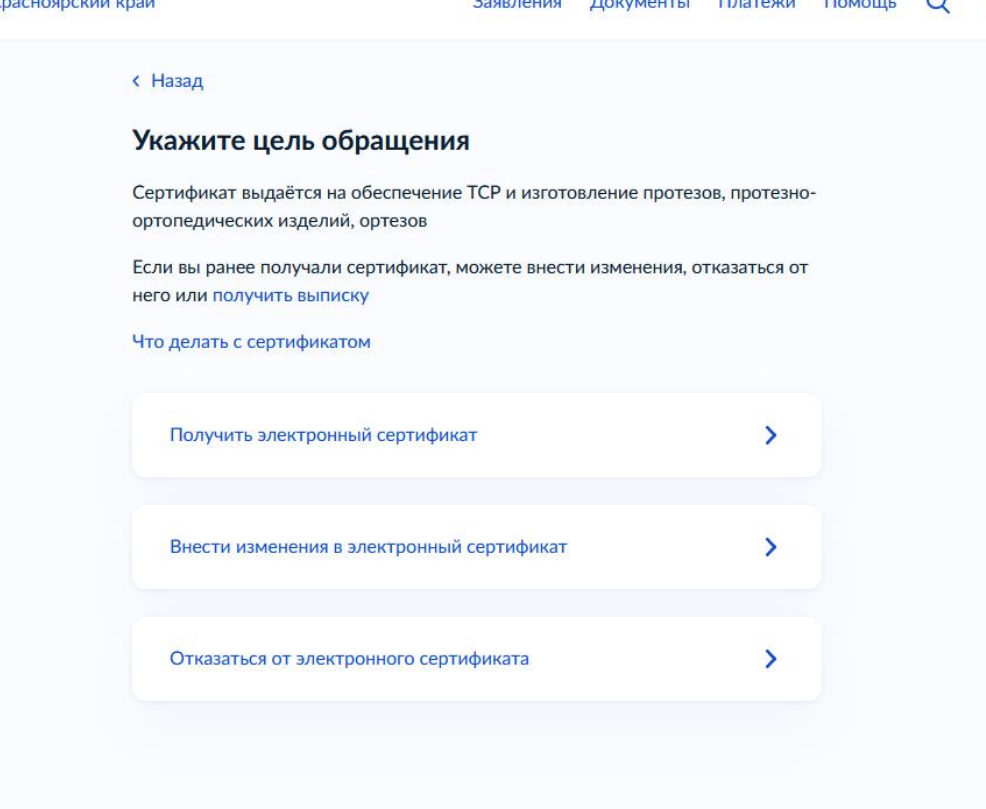 Красноярский край
Заявления Документы Платежи Помощь
Назад
Укажите цель обращения
Сертификат выдаётся на обеспечение ТСР и изготовление протезов, протезно-
ортопедических изделий, ортезов
Если вы ранее получали сертификат, можете внести изменения, отказаться от
него или получить выписку
Что делать с сертификатом
Получить электронный сертификат
Внести изменения в электронный сертификат
Отказаться от электронного сертификата